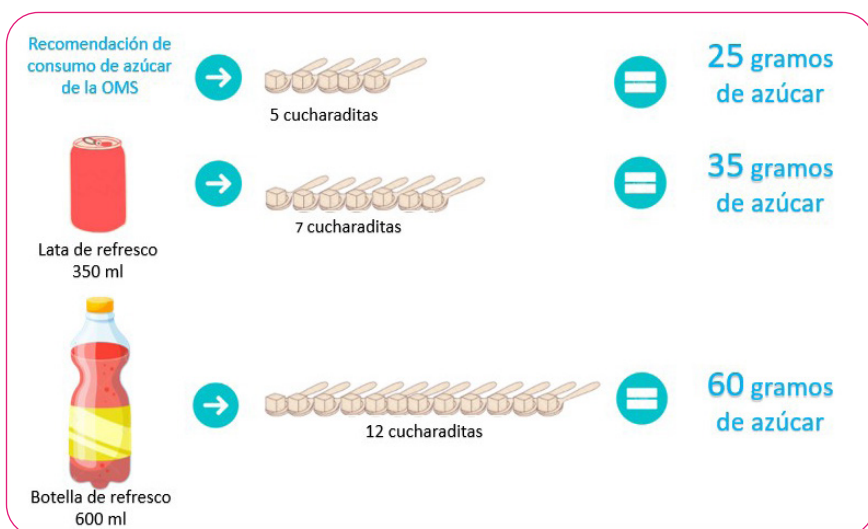 Recomendación de
consumo de azúcar
de la OMS
5 cucharaditas
25 gramos
de azúcar
Lata de refresco
350 ml
7 cucharaditas
35 gramos
de azúcar
Botella de refresco
600 ml
12 cucharaditas
60 gramos
de azúcar